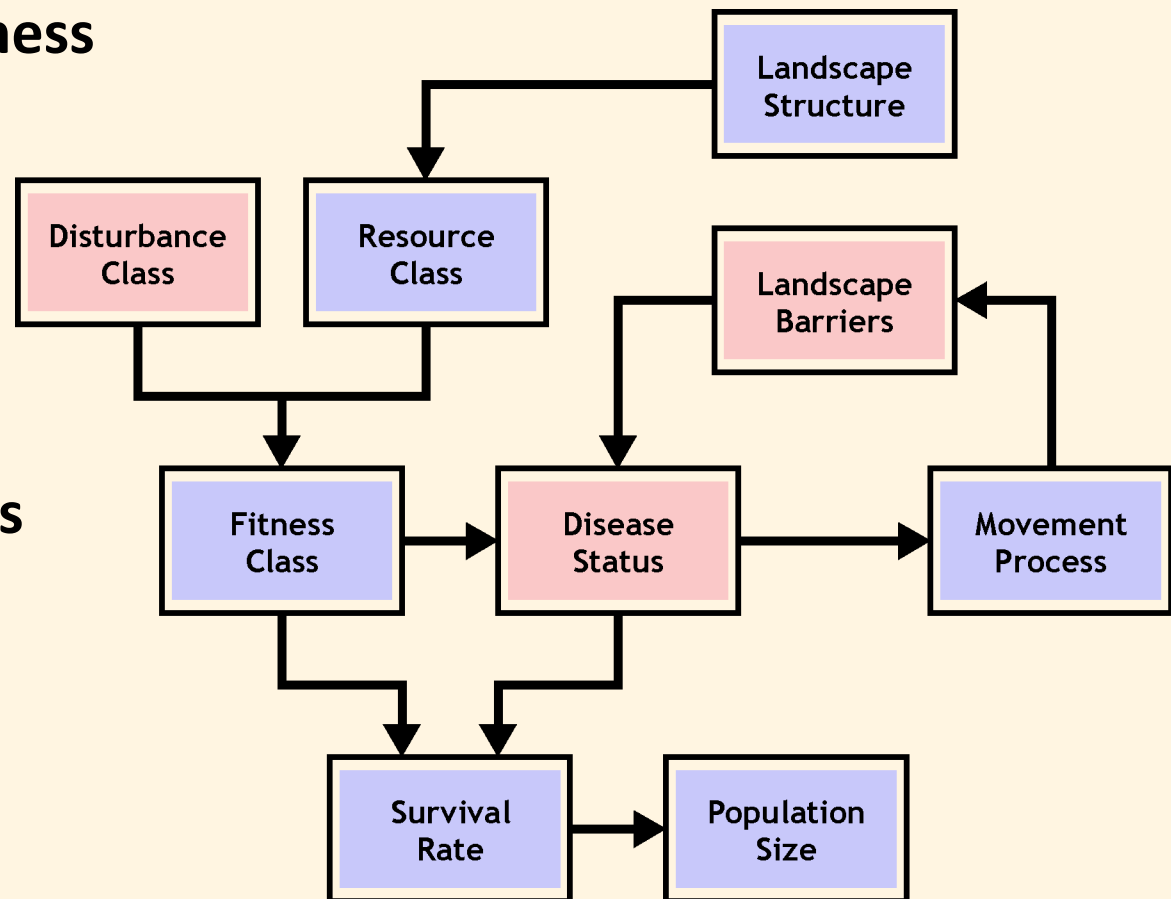 ness
Landscape
Structure
Disturbance
Class
Resource
Class
Landscape
Barriers
s
Fitness
Class
Disease
Status
Movement
Process
Survival
Rate
Population
Size